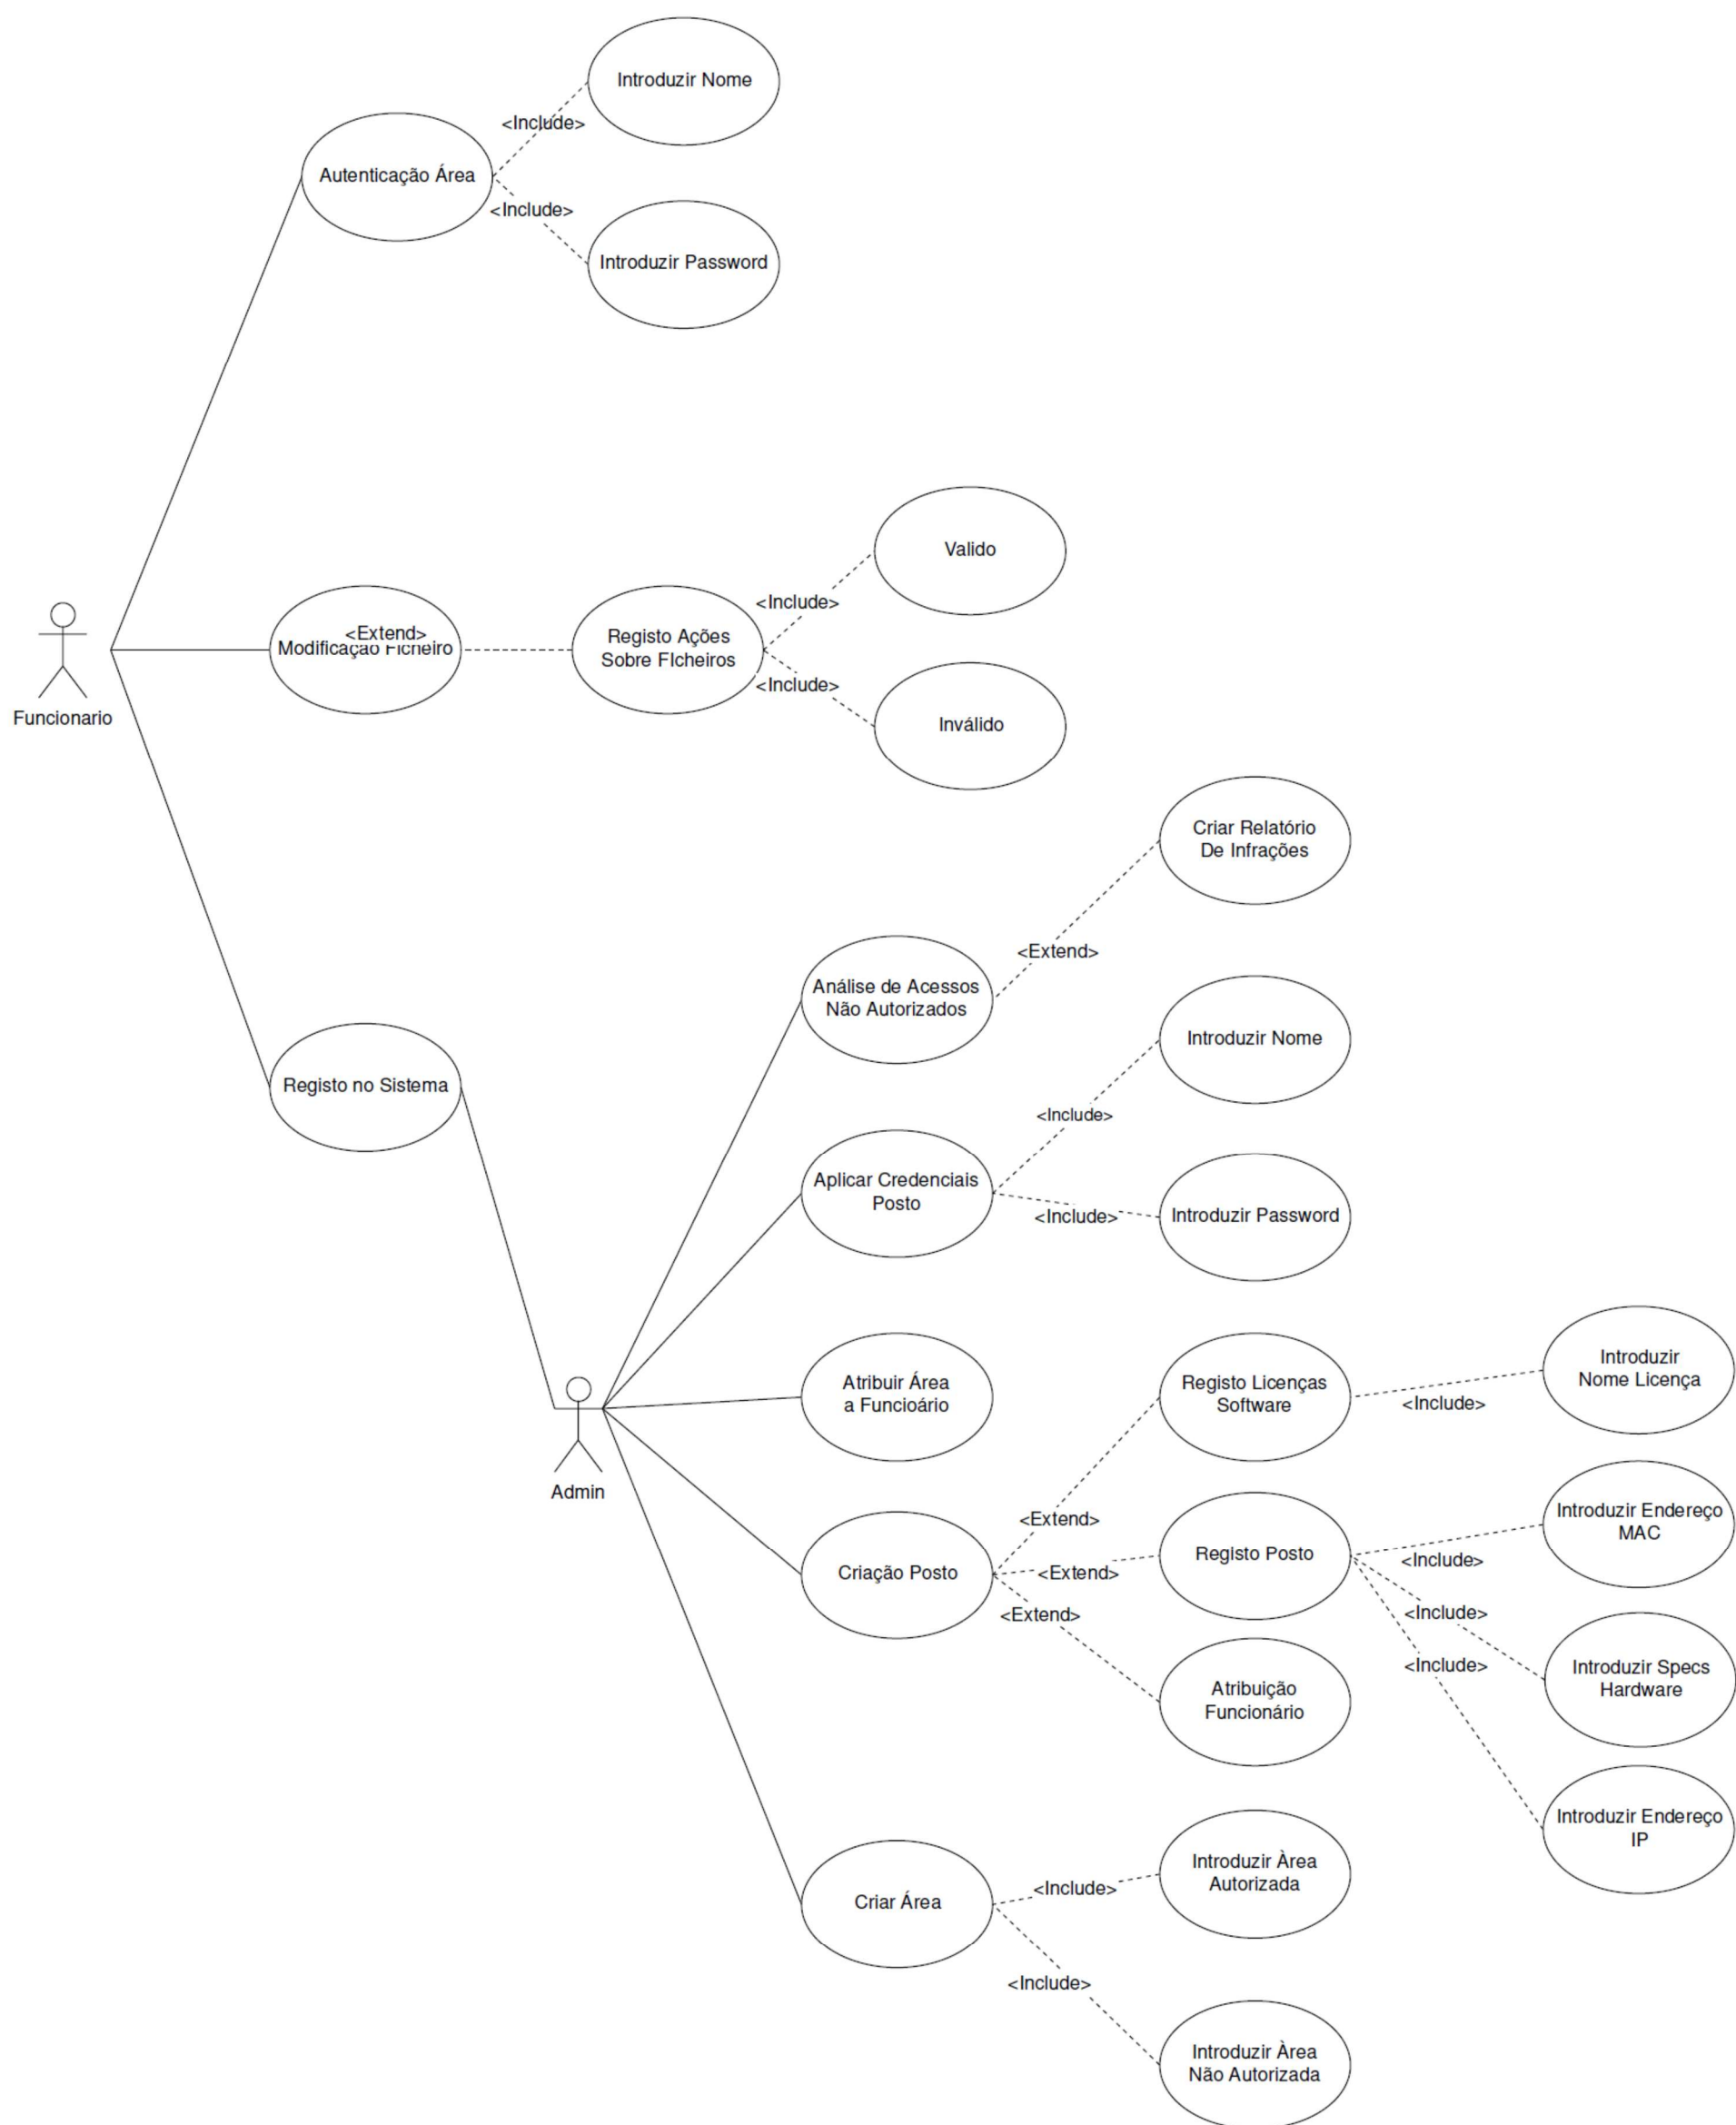 Introduzir Nome
<Include>
Autenticação Área
<Include>
Introduzir Password
Valido
<Include>
<Extend>
Modificação Ficheiro
Registo Ações
Sobre FIcheiros
<Include>
Inválido
Funcionario
Criar Relatório
De Infrações
<Extend>
Análise de Acessos
Não Autorizados
Introduzir Nome
Registo no Sistema
<Include>
Aplicar Credenciais
Posto
<Include>
Introduzir Password
Introduzir
Nome Licença
Atribuir Área
a Funcioário
Registo Licenças
Software
<Include>
Admin
<Extend>
Introduzir Endereço
MAC
Criação Posto
<Extend>
Registo Posto
<Include>
<Extend>
<Include>
<Include>
Introduzir Specs
Hardware
Atribuição
Funcionário
Introduzir Endereço
IP
Introduzir Àrea
Autorizada
<Include>
Criar Área
<Include>
Introduzir Àrea
Não Autorizada